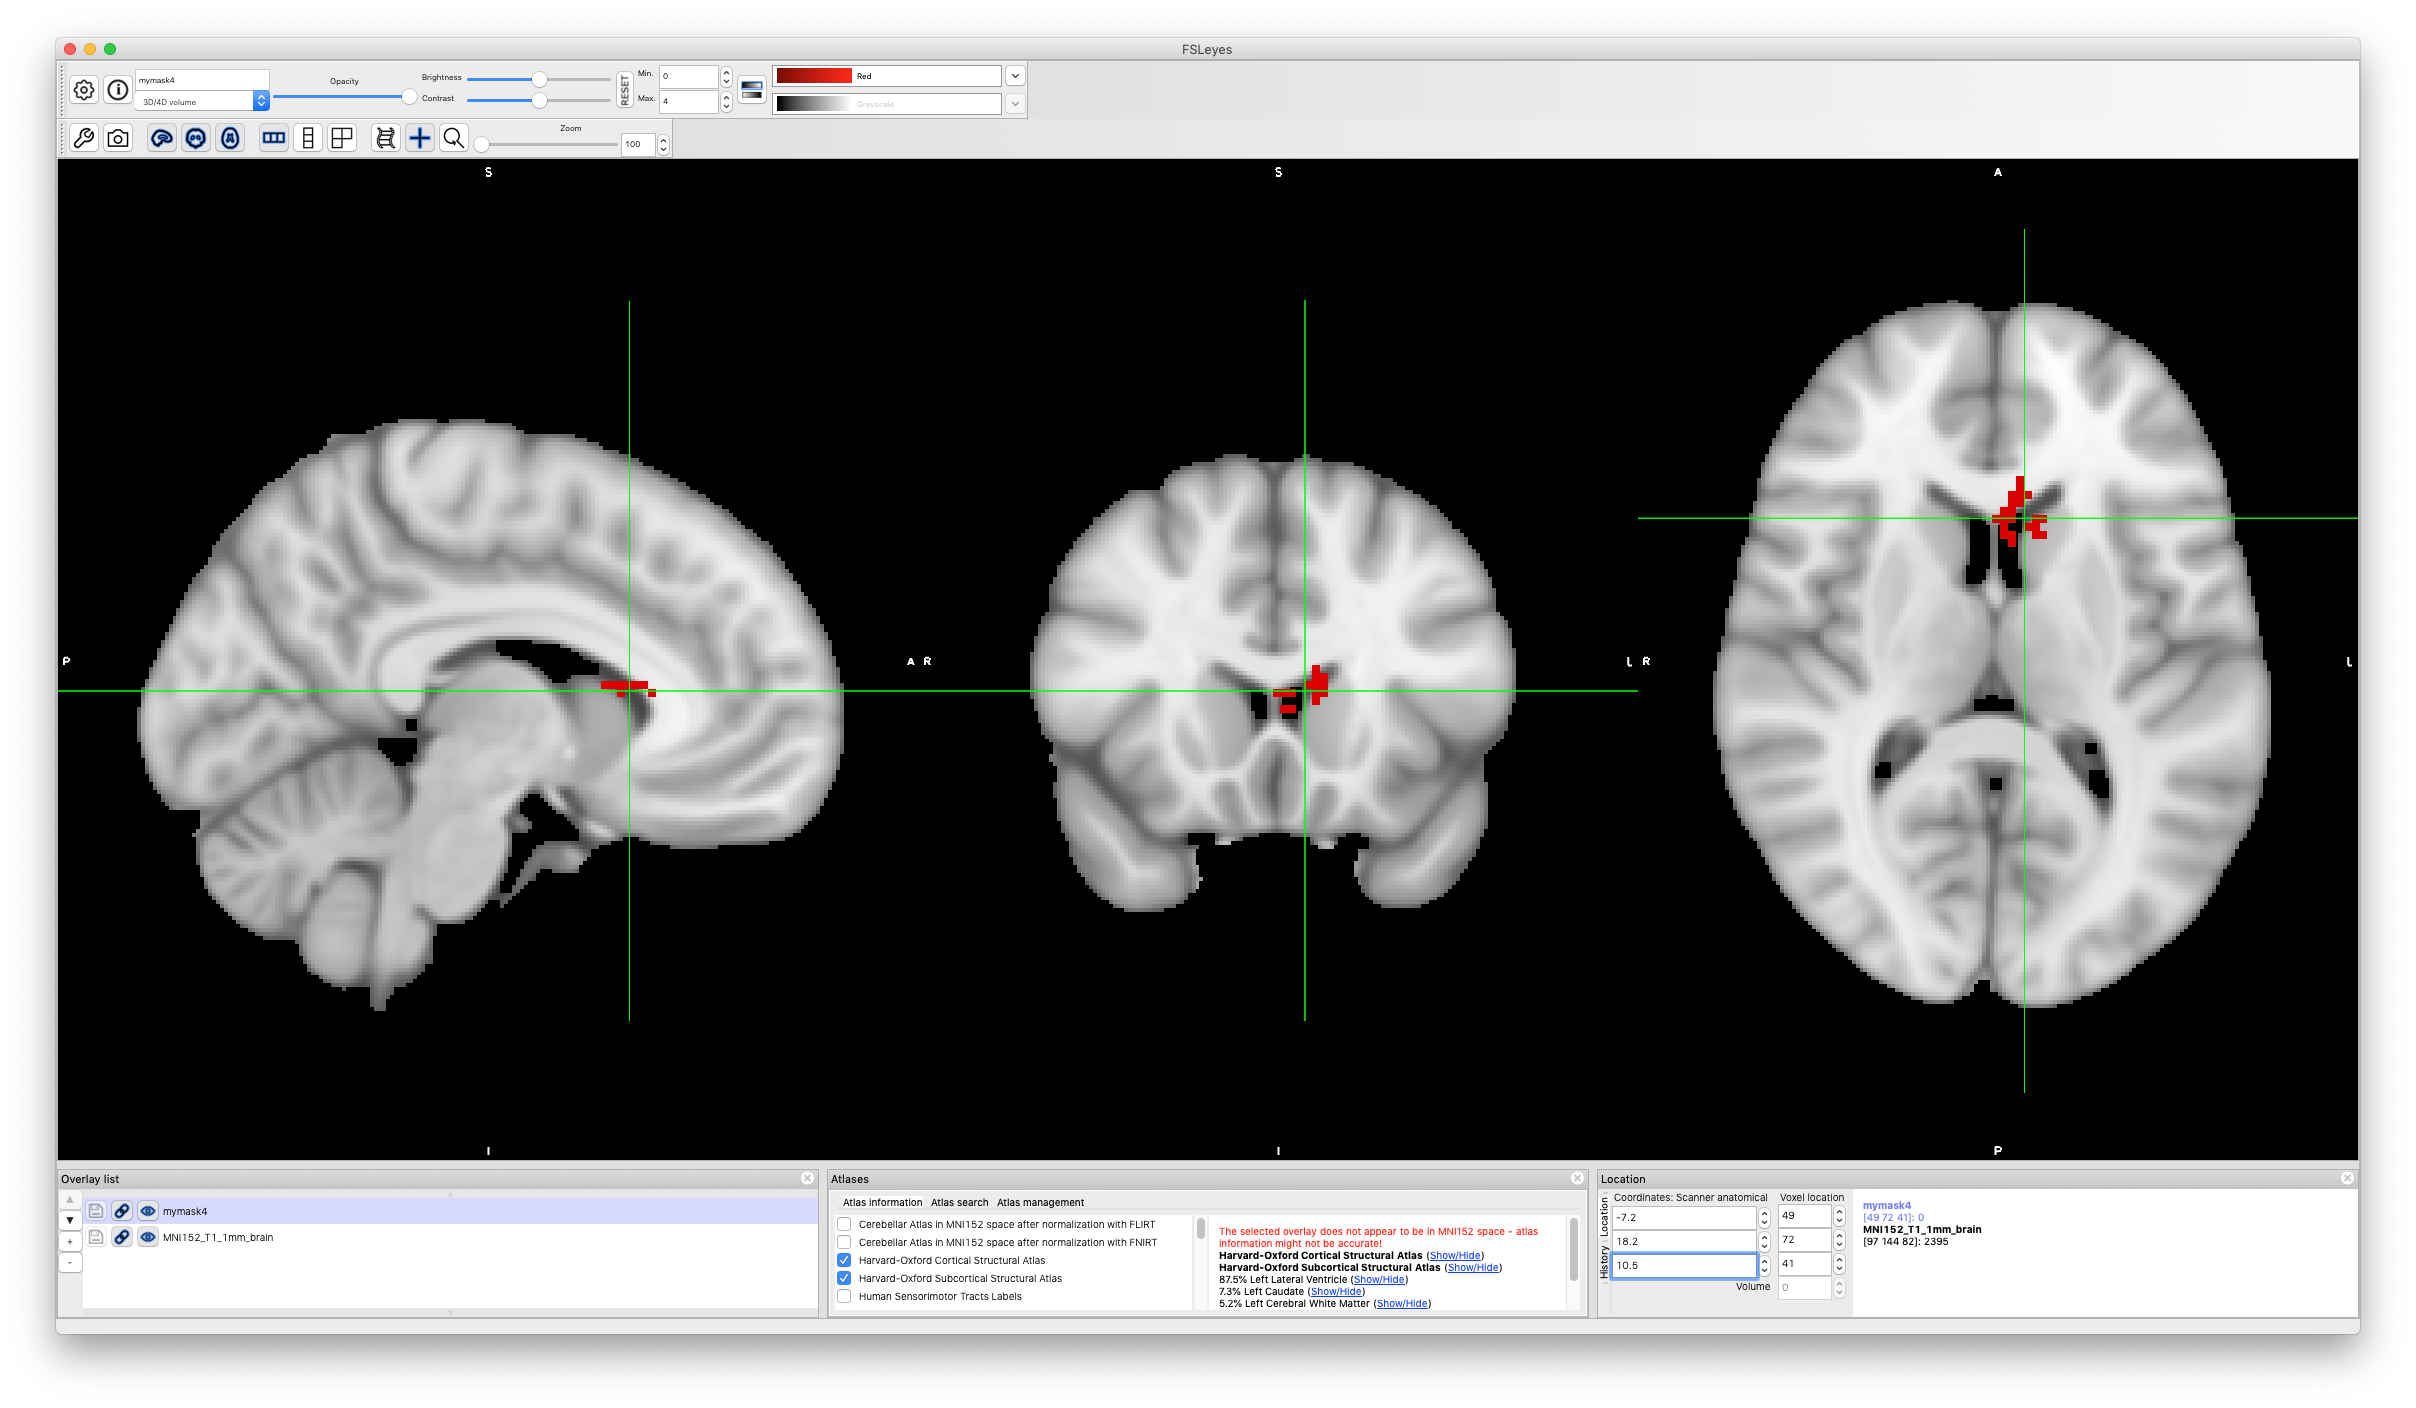 FSLeyes
mymask4
3D/4D volume
Opacity
Brightness
Contrast
RESET
Min. 0
Max. 4
Red
Greyscale
Zoom
100
S
S
A
P
A R
L R
L
I
I
P
Overlay list
mymask4
MNI152_T1_1mm_brain
Atlases
Atlas information Atlas search Atlas management
Cerebellar Atlas in MNI152 space after normalization with FLIRT
Cerebellar Atlas in MNI152 space after normalization with FNIRT
Harvard-Oxford Cortical Structural Atlas
Harvard-Oxford Subcortical Structural Atlas
Human Sensorimotor Tracts Labels
The selected overlay does not appear to be in MNI152 space - atlas
information might not be accurate!
Harvard-Oxford Cortical Structural Atlas (Show/Hide)
Harvard-Oxford Subcortical Structural Atlas (Show/Hide)
87.5% Left Lateral Ventricle (Show/Hide)
7.3% Left Caudate (Show/Hide)
5.2% Left Cerebral White Matter (Show/Hide)
Location
Location
History
Coordinates: Scanner anatomical Voxel location
-7.2 49
18.2 72
10.5 41
Volume 0
mymask4
[49 72 41]: 0
MNI152_T1_1mm_brain
[97 144 82]: 2395